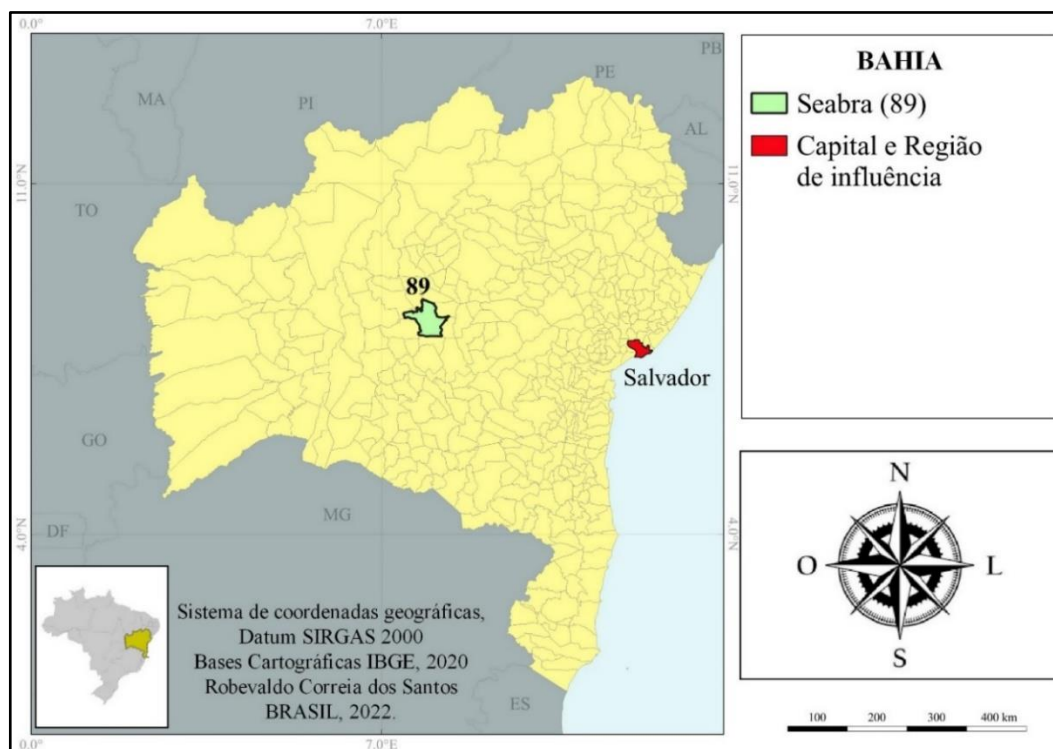 0.0°
7.0°E
PB
MA
PI
PE
AL
TO
11.0°N
11.0°N
89
Salvador
GO
MG
DF
4.0°N
4.0°N
ES
Sistema de coordenadas geográficas,
Datum SIRGAS 2000
Bases Cartográficas IBGE, 2020
Robevaldo Correia dos Santos
BRASIL, 2022.
0.0°
7.0°E
BAHIA
Seabra (89)
Capital e Região
de influência
N
O
L
S
100 200 300 400 km